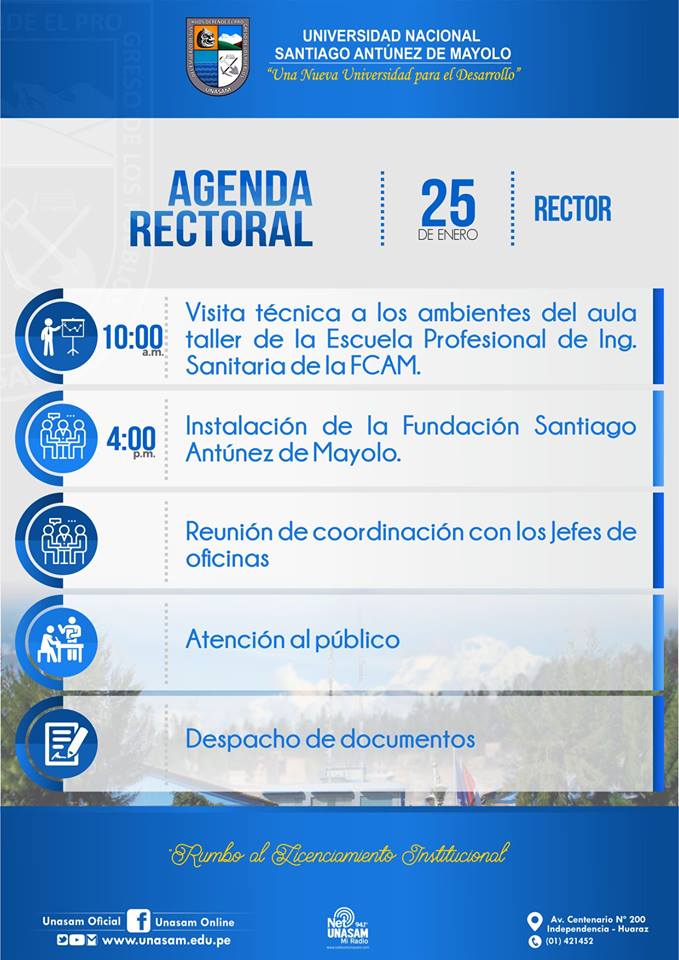 UNIVERSIDAD NACIONAL
SANTIAGO ANTÚNEZ DE MAYOLO
"Una Nueva Universidad para el Desarrollo"
UNASAM
AGENDA
RECTORAL
25
DE ENERO
RECTOR
10:00
a.m.
Visita técnica a los ambientes del aula
taller de la Escuela Profesional de Ing.
Sanitaria de la FCAM.
4:00
p.m.
Instalación de la Fundación Santiago
Antúnez de Mayolo.
Reunión de coordinación con los Jefes de
oficinas
Atención al público
Despacho de documentos
"Rumbo al Licenciamiento Institucional
Unasam Oficial
Unasam Online
www.unasam.edu.pe
Net 94.1
UNASAM
Mi Radio
Av. Centenario Nº 200
Independencia - Huaraz
(01) 421452